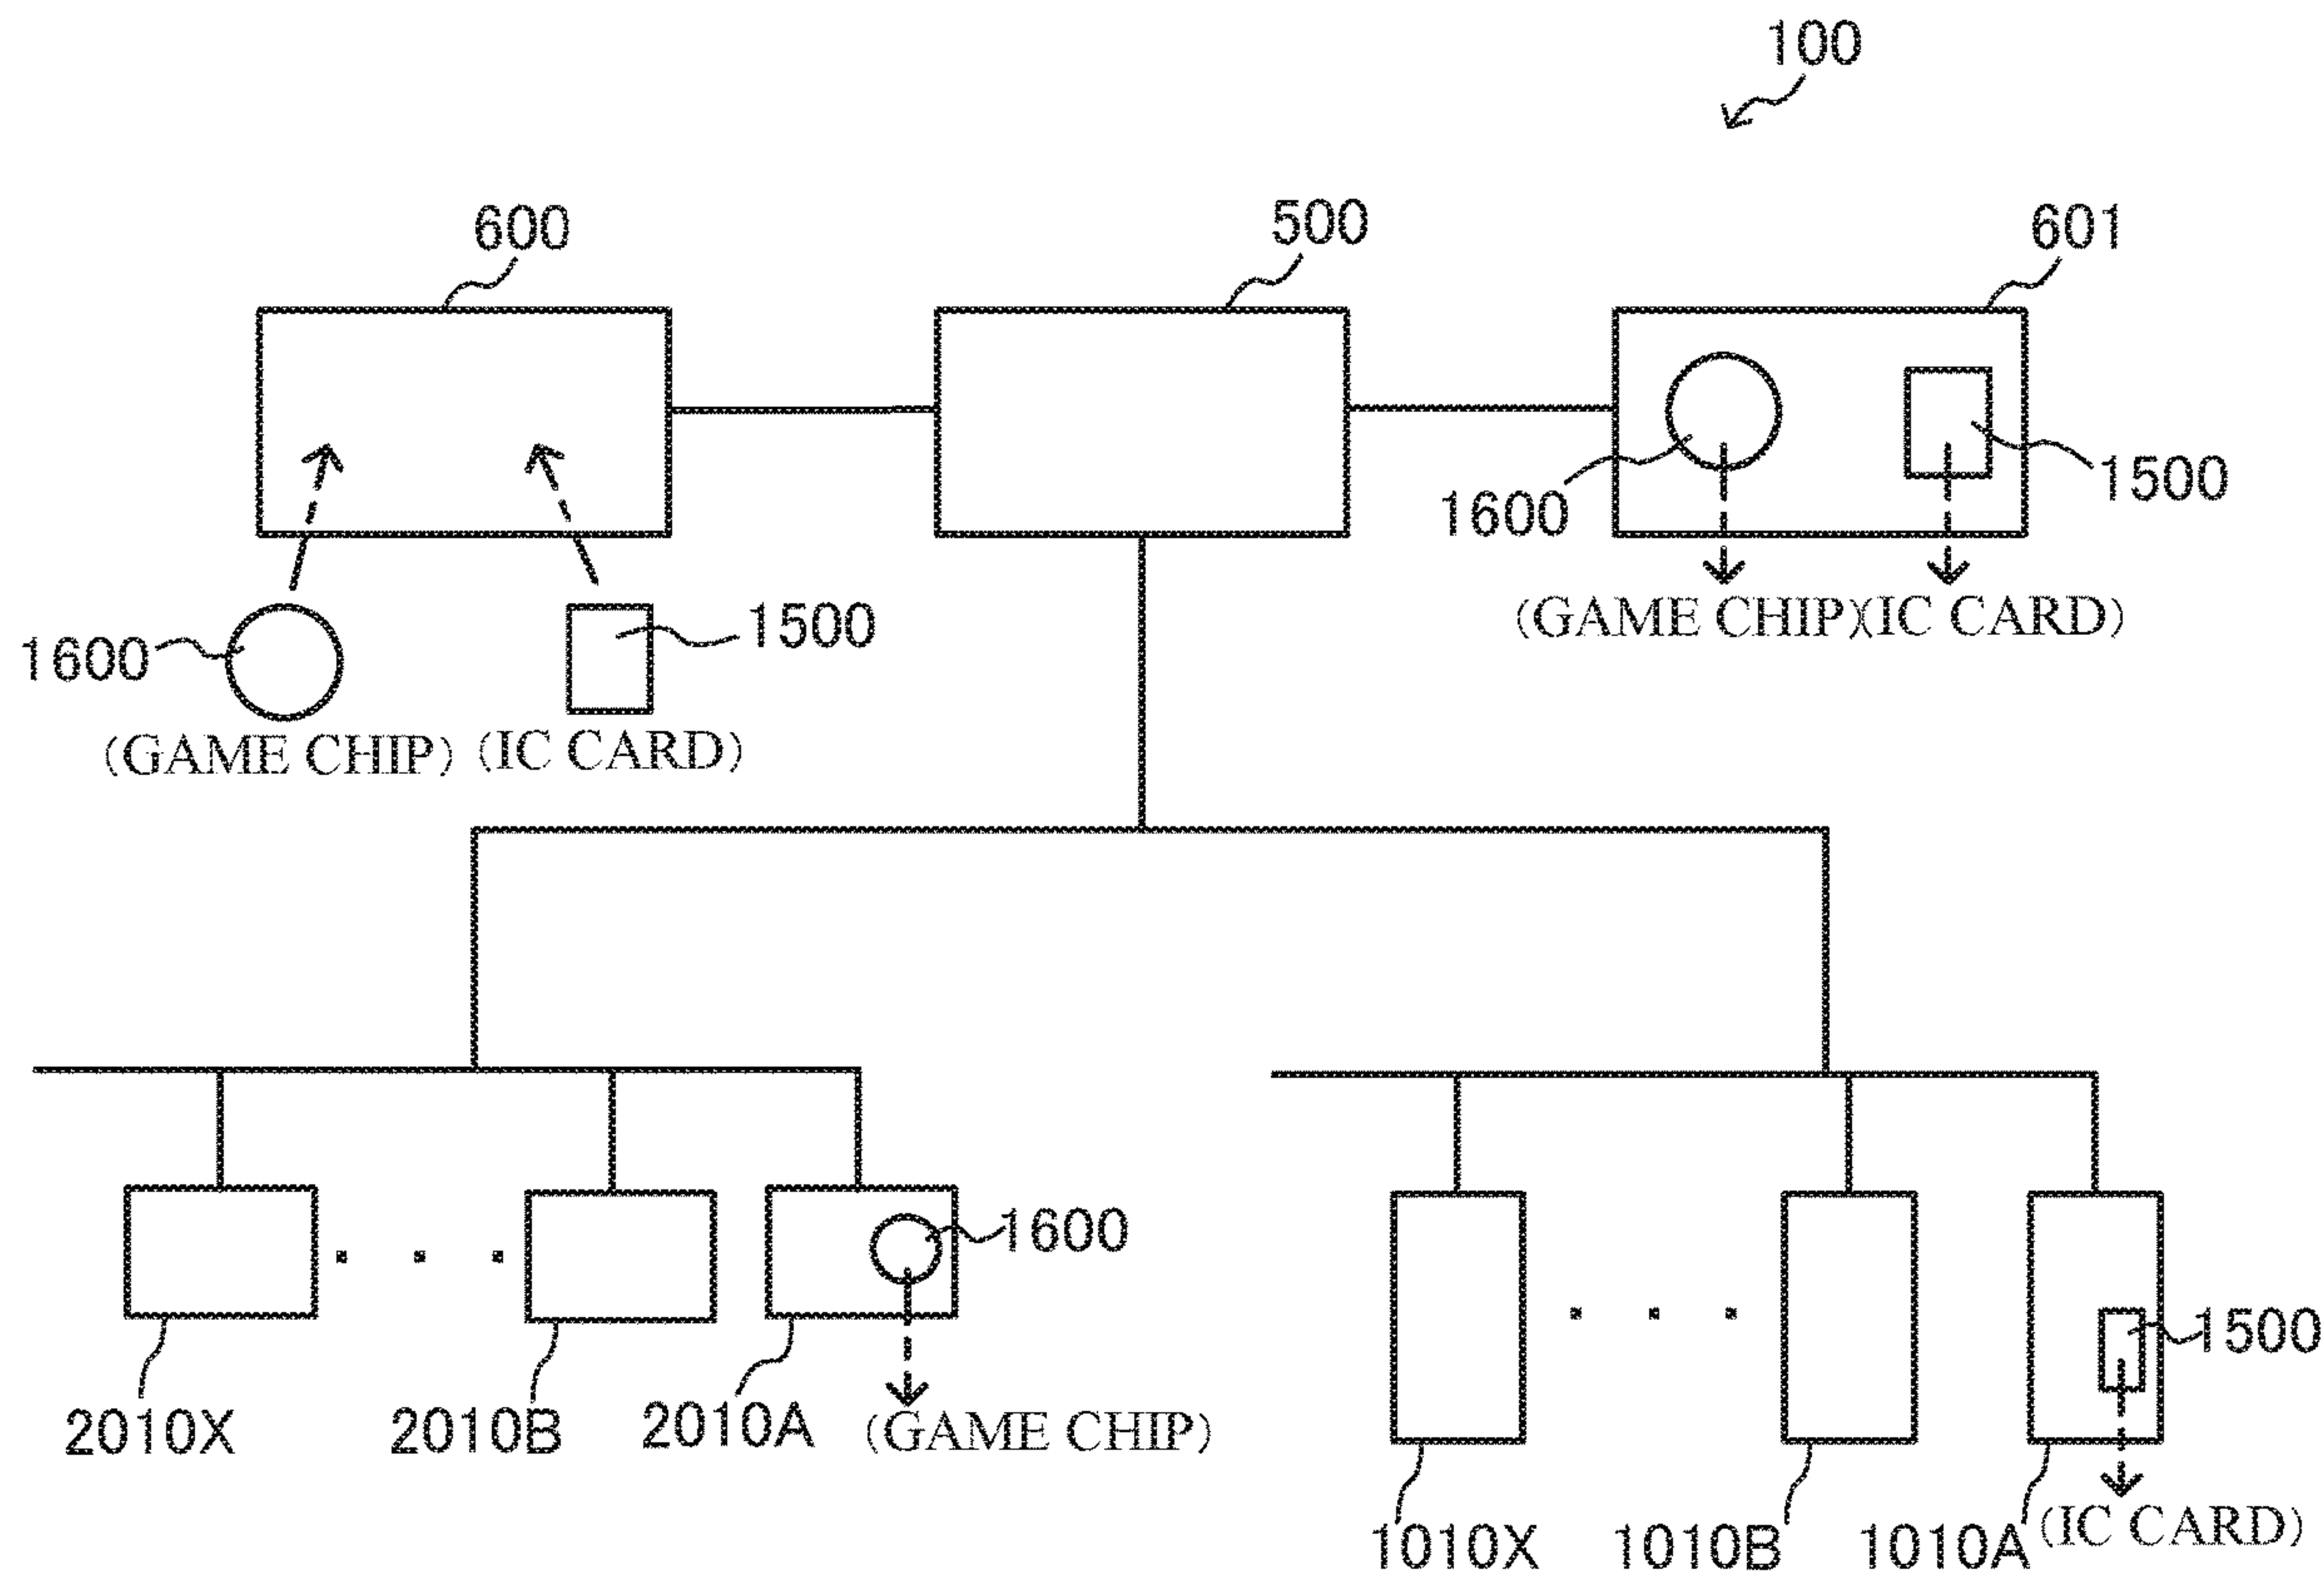 100
600
500
601
1600
1500
1600
1500
(GAME CHIP)
(IC CARD)
(GAME CHIP)
(IC CARD)
1600
1500
2010X
2010B
2010A
(GAME CHIP)
1010X
1010B
1010A
(IC CARD)